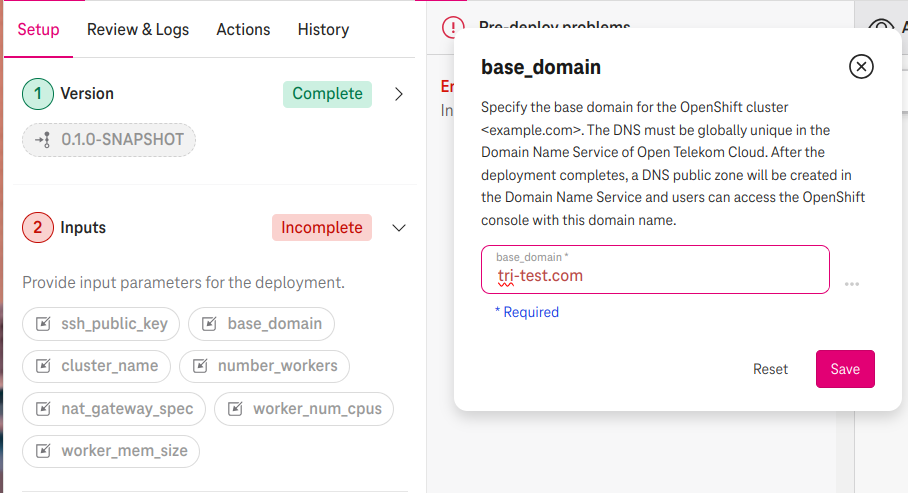 Setup
Review & Logs
Actions
History
1
Version
Complete
0.1.0-SNAPSHOT
2
Inputs
Incomplete
Provide input parameters for the deployment.
ssh_public_key
base_domain
cluster_name
number_workers
nat_gateway_spec
worker_num_cpus
worker_mem_size
Pre-deploy problems
base_domain
Specify the base domain for the OpenShift cluster
<example.com>. The DNS must be globally unique in the
Domain Name Service of Open Telekom Cloud. After the
deployment completes, a DNS public zone will be created in
the Domain Name Service and users can access the OpenShift
console with this domain name.
base_domain *
tri-test.com
* Required
Reset
Save